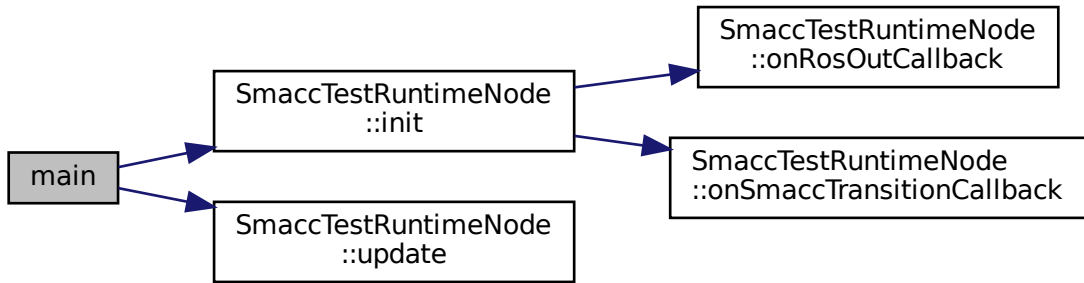 main
SmaccTestRuntimeNode
::init
SmaccTestRuntimeNode
::update
SmaccTestRuntimeNode
::onRosOutCallback
SmaccTestRuntimeNode
::onSmaccTransitionCallback